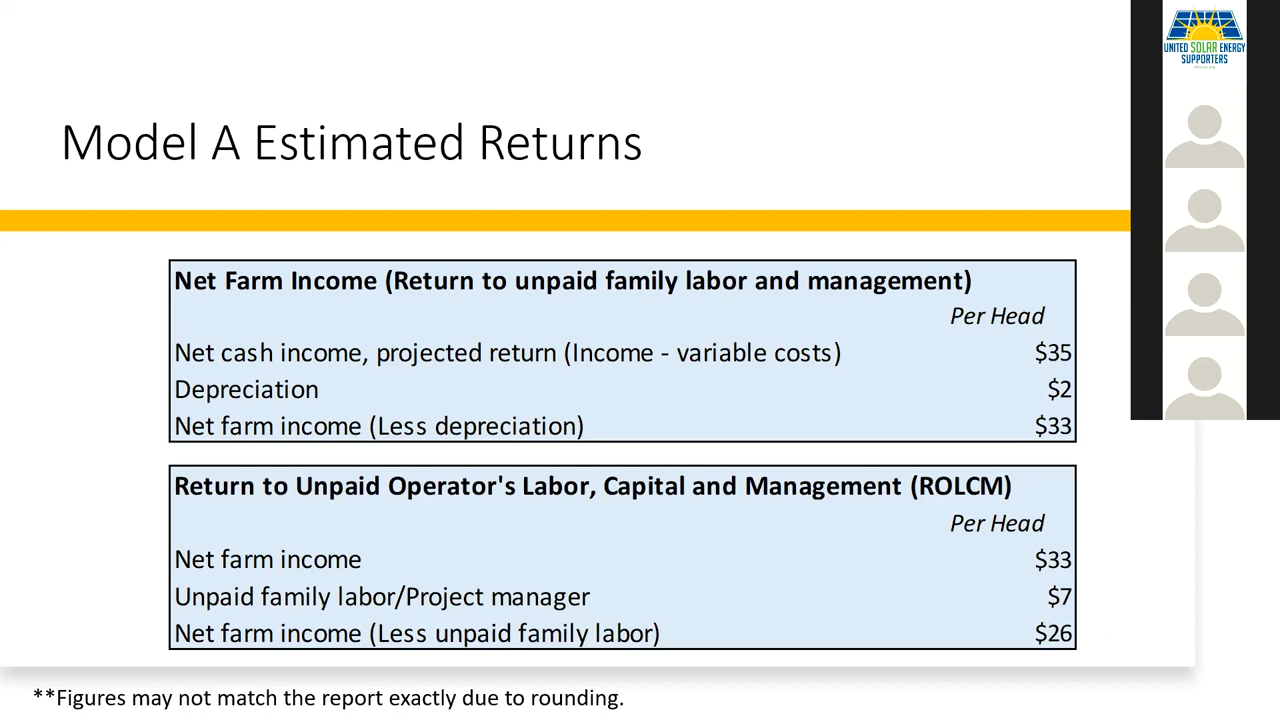 UNITED SOLAR ENERGY
SUPPORTERS
Model A Estimated Returns
Net Farm Income (Return to unpaid family labor and management)
Per Head
Net cash income, projected return (Income - variable costs) $35
Depreciation $2
Net farm income (Less depreciation) $33
Return to Unpaid Operator's Labor, Capital and Management (ROLCM)
Per Head
Net farm income $33
Unpaid family labor/Project manager $7
Net farm income (Less unpaid family labor) $26
**Figures may not match the report exactly due to rounding.